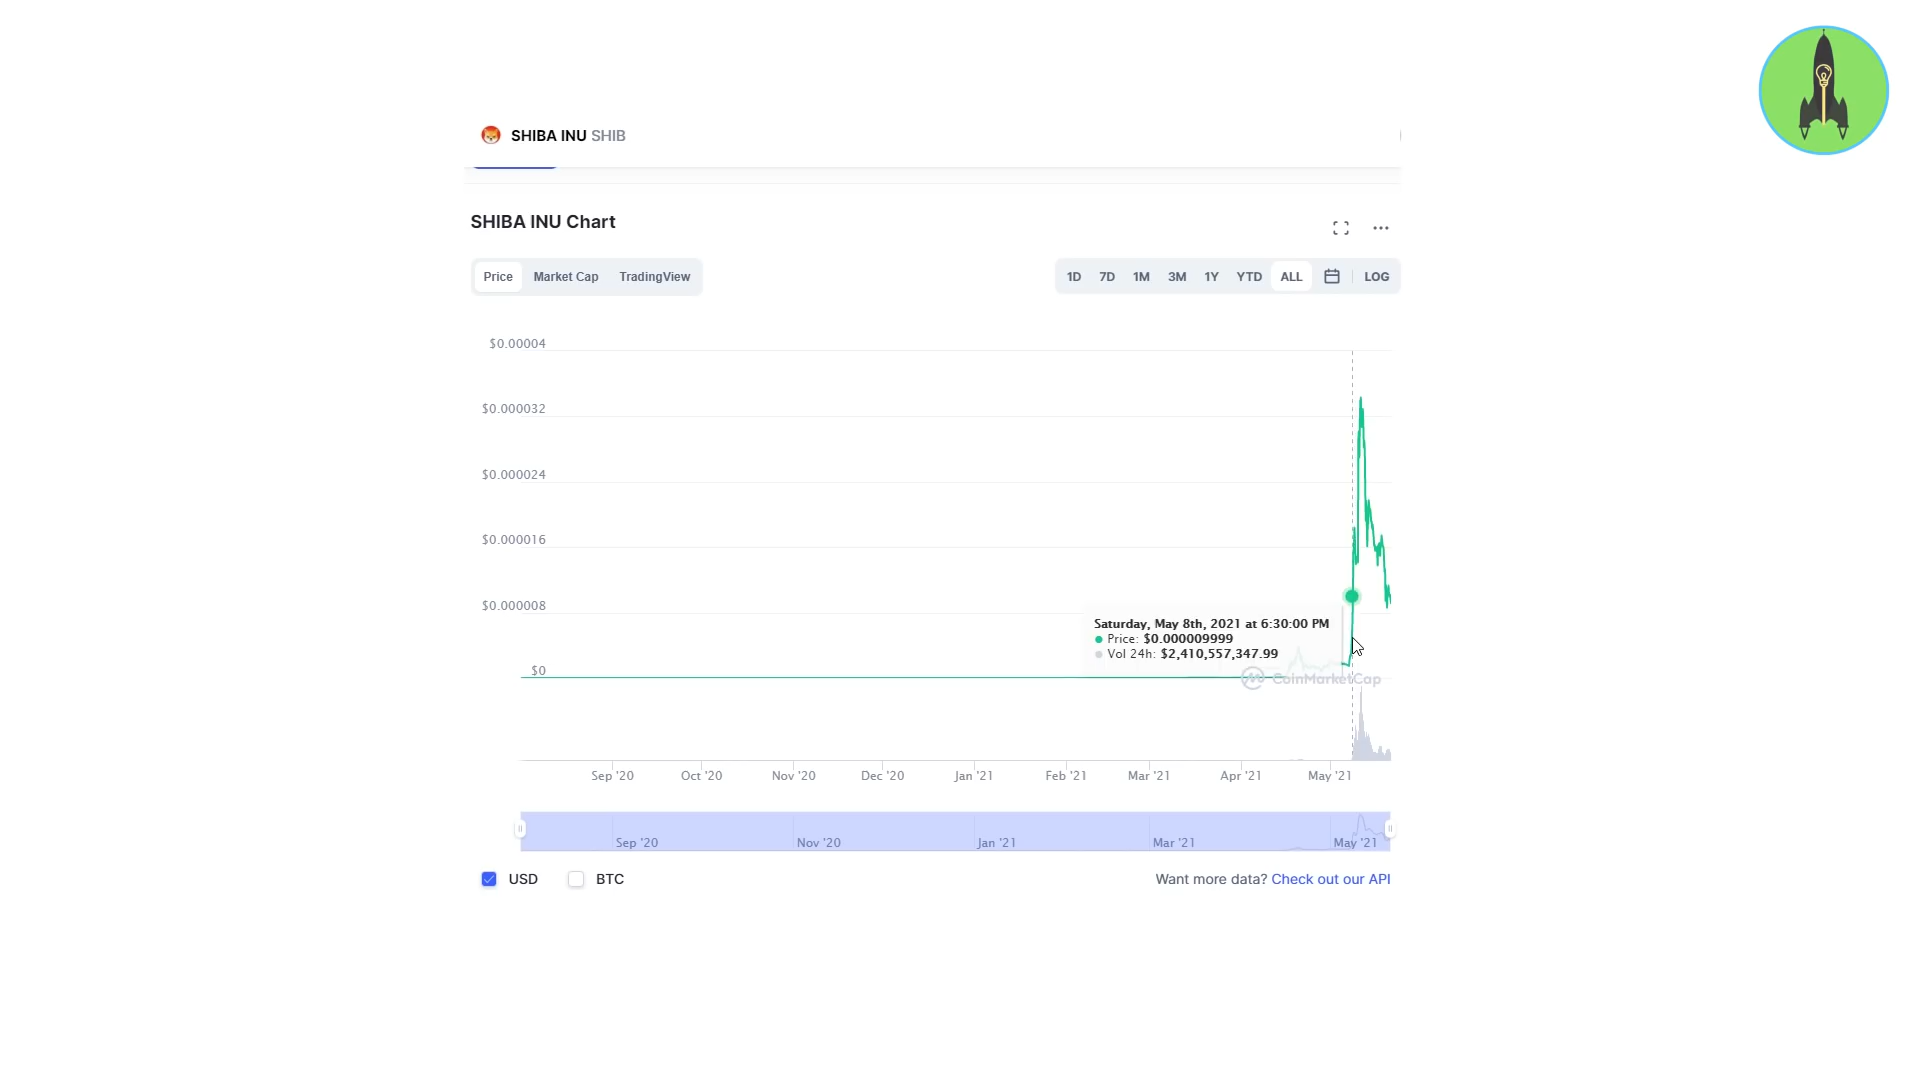 SHIBA INU SHIB
SHIBA INU Chart
Price Market Cap TradingView
1D 7D 1M 3M 1Y YTD ALL LOG
$0.00004
$0.000032
$0.000024
$0.000016
$0.000008
$0
Saturday, May 8th, 2021 at 6:30:00 PM
Price: $0.000009999
Vol 24h: $2,410,557,347.99
CoinMarketCap
Sep '20 Oct '20 Nov '20 Dec '20 Jan '21 Feb '21 Mar '21 Apr '21 May '21
Sep '20 Nov '20 Jan '21 Mar '21 May '21
USD BTC
Want more data? Check out our API